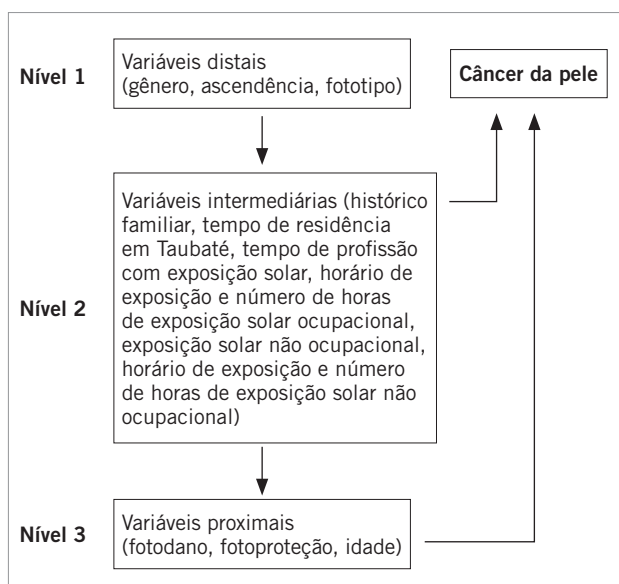 Nível 1
Variáveis distais
(gênero, ascendência, fototipo)
Câncer da pele
Nível 2
Variáveis intermediárias (histórico
familiar, tempo de residência
em Taubaté, tempo de profissão
com exposição solar, horário de
exposição e número de horas
de exposição solar ocupacional,
exposição solar não ocupacional,
horário de exposição e número
de horas de exposição solar não
ocupacional)
Nível 3
Variáveis proximais
(fotodano, fotoproteção, idade)